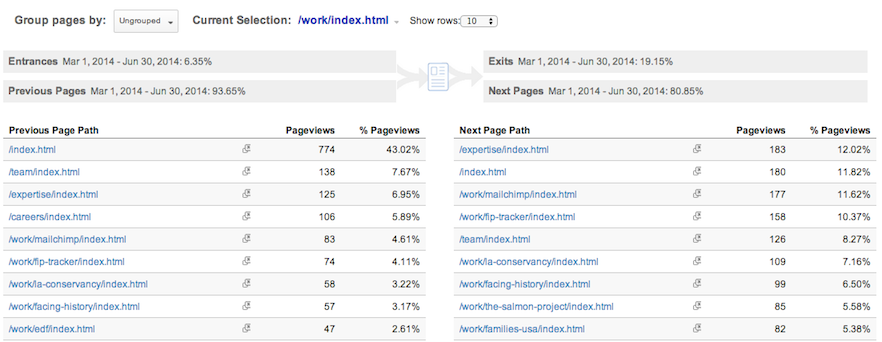 Group pages by: Ungrouped Current Selection: /work/index.html Show rows: 10
Entrances Mar 1, 2014 - Jun 30, 2014: 6.35%
Previous Pages Mar 1, 2014 - Jun 30, 2014: 93.65%
Exits Mar 1, 2014 - Jun 30, 2014: 19.15%
Next Pages Mar 1, 2014 - Jun 30, 2014: 80.85%
Previous Page Path Pageviews % Pageviews
/index.html 774 43.02%
/team/index.html 138 7.67%
/expertise/index.html 125 6.95%
/careers/index.html 106 5.89%
/work/mailchimp/index.html 83 4.61%
/work/flp-tracker/index.html 74 4.11%
/work/la-conservancy/index.html 58 3.22%
/work/facing-history/index.html 57 3.17%
/work/edf/index.html 47 2.61%
Next Page Path Pageviews % Pageviews
/expertise/index.html 183 12.02%
/index.html 180 11.82%
/work/mailchimp/index.html 177 11.62%
/work/flp-tracker/index.html 158 10.37%
/team/index.html 126 8.27%
/work/la-conservancy/index.html 109 7.16%
/work/facing-history/index.html 99 6.50%
/work/the-salmon-project/index.html 85 5.58%
/work/families-usa/index.html 82 5.38%